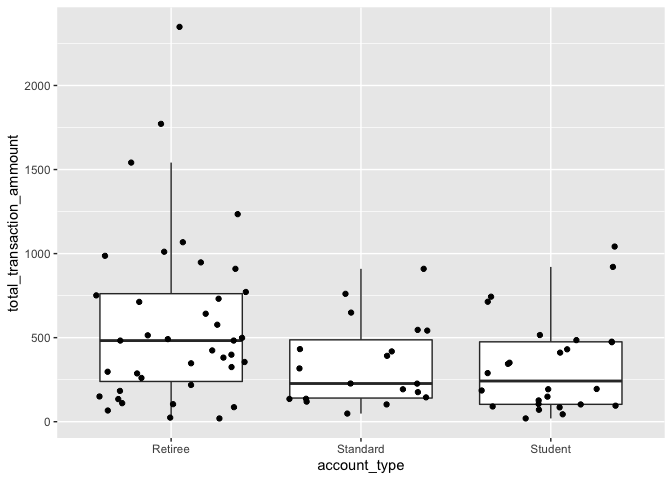 total_transaction_ammount
2000
1500
1000
500
0
Retiree Standard Student
account_type